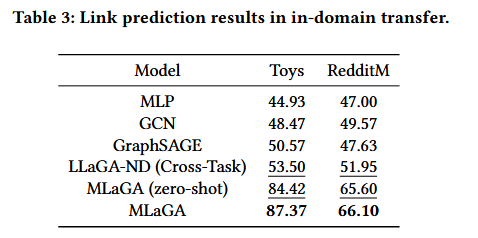 Table 3: Link prediction results in in-domain transfer.
Model Toys RedditM
MLP 44.93 47.00
GCN 48.47 49.57
GraphSAGE 50.57 47.63
LLaGA-ND (Cross-Task) 53.50 51.95
MLaGA (zero-shot) 84.42 65.60
MLaGA 87.37 66.10